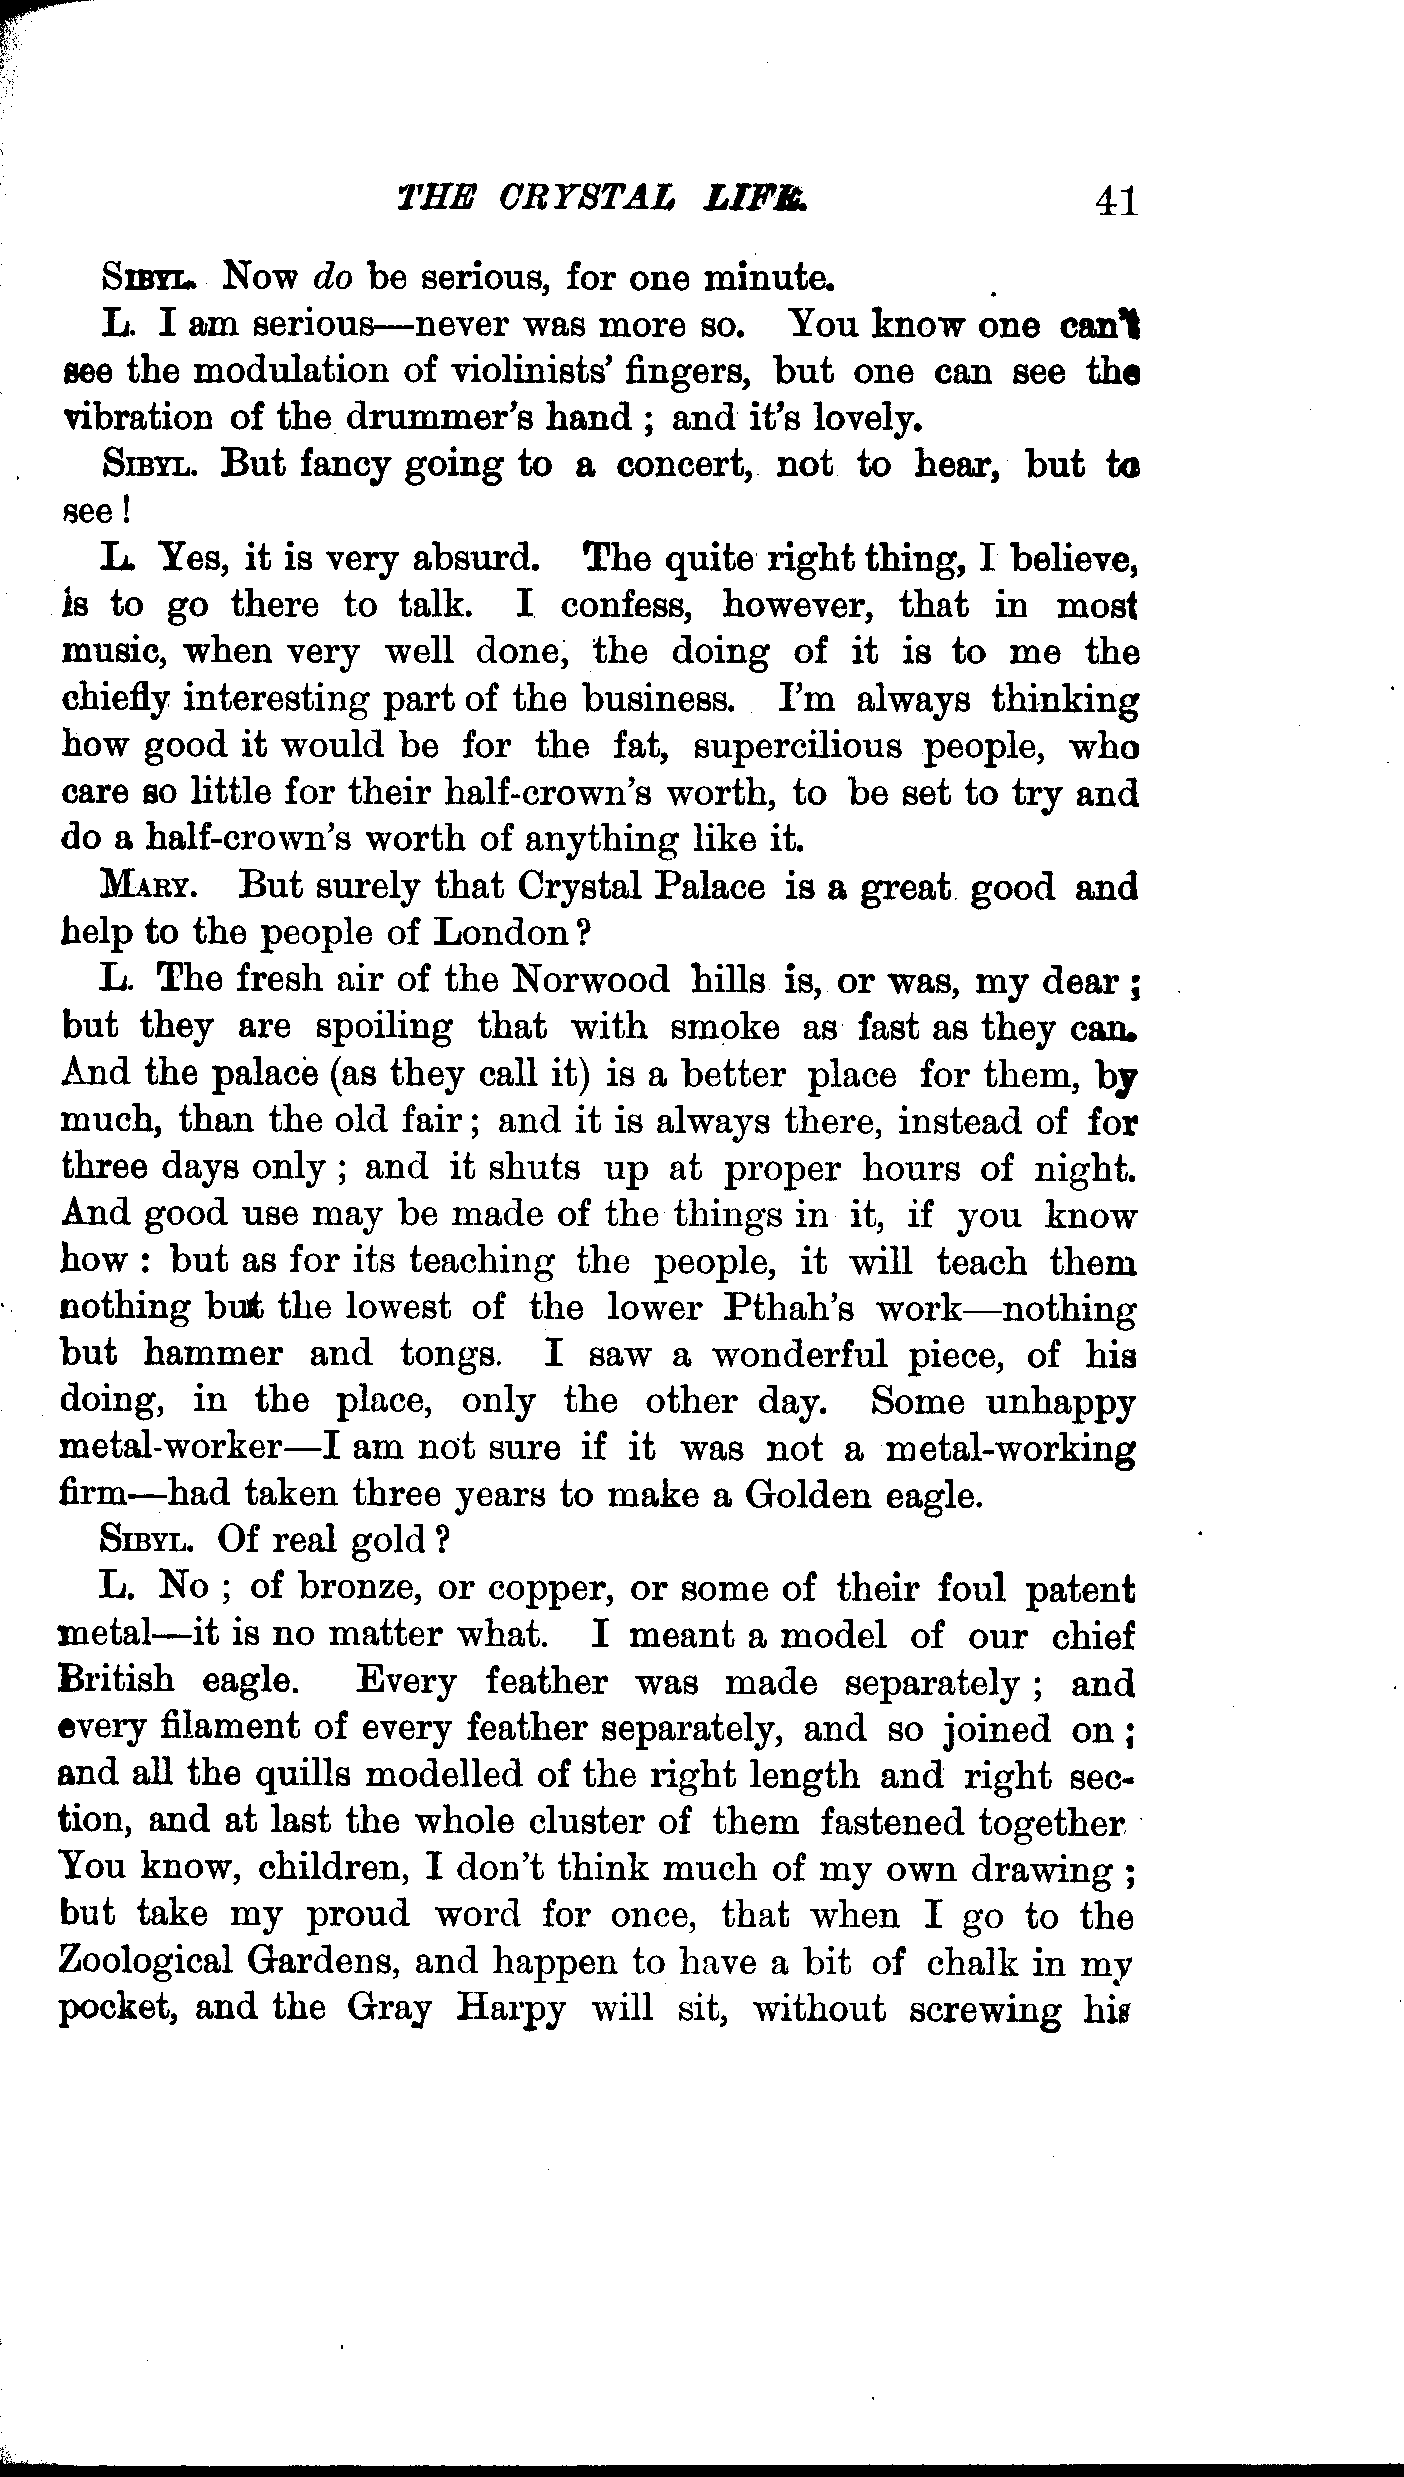 THE CRYSTAL LIFE. 41
SIBYL. Now do be serious, for one minute.
L. I am serious—never was more so. You know one can't
see the modulation of violinists' fingers, but one can see the
vibration of the drummer's hand ; and it's lovely.
SIBYL. But fancy going to a concert, not to hear, but to
see !
L. Yes, it is very absurd. The quite right thing, I believe,
is to go there to talk. I confess, however, that in most
music, when very well done, the doing of it is to me the
chiefly interesting part of the business. I'm always thinking
how good it would be for the fat, supercilious people, who
care so little for their half-crown's worth, to be set to try and
do a half-crown's worth of anything like it.
MARY. But surely that Crystal Palace is a great good and
help to the people of London ?
L. The fresh air of the Norwood hills is, or was, my dear ;
but they are spoiling that with smoke as fast as they can.
And the palace (as they call it) is a better place for them, by
much, than the old fair ; and it is always there, instead of for
three days only ; and it shuts up at proper hours of night.
And good use may be made of the things in it, if you know
how : but as for its teaching the people, it will teach them
nothing but the lowest of the lower Pthah's work—nothing
but hammer and tongs. I saw a wonderful piece, of his
doing, in the place, only the other day. Some unhappy
metal-worker—I am not sure if it was not a metal-working
firm—had taken three years to make a Golden eagle.
SIBYL. Of real gold ?
L. No ; of bronze, or copper, or some of their foul patent
metal—it is no matter what. I meant a model of our chief
British eagle. Every feather was made separately ; and
every filament of every feather separately, and so joined on ;
and all the quills modelled of the right length and right sec-
tion, and at last the whole cluster of them fastened together
You know, children, I don't think much of my own drawing ;
but take my proud word for once, that when I go to the
Zoological Gardens, and happen to have a bit of chalk in my
pocket, and the Gray Harpy will sit, without screwing his